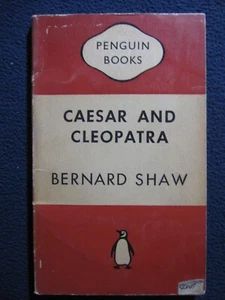 PENGUIN
BOOKS
CAESAR AND
CLEOPATRA
BERNARD SHAW